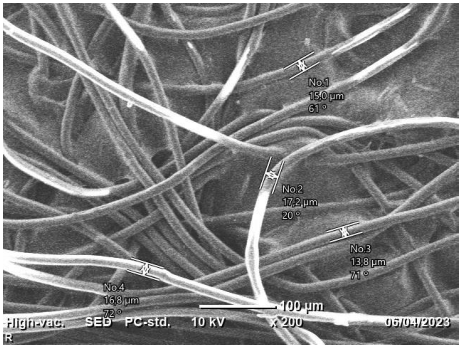 No.1
15,0 µm
61 °
No.2
17,2 µm
20 °
No.3
13,8 µm
71 °
No.4
16,8 µm
72 °
100 µm
High-vac. SED PC-std. 10 kV x 200 06/04/2023
R